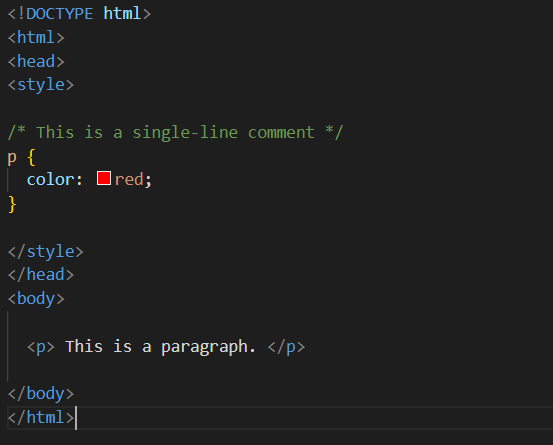 <!DOCTYPE html>
<html>
<head>
<style>
/* This is a single-line comment */
p {
color: red;
}
</style>
</head>
<body>
<p> This is a paragraph. </p>
</body>
</html>